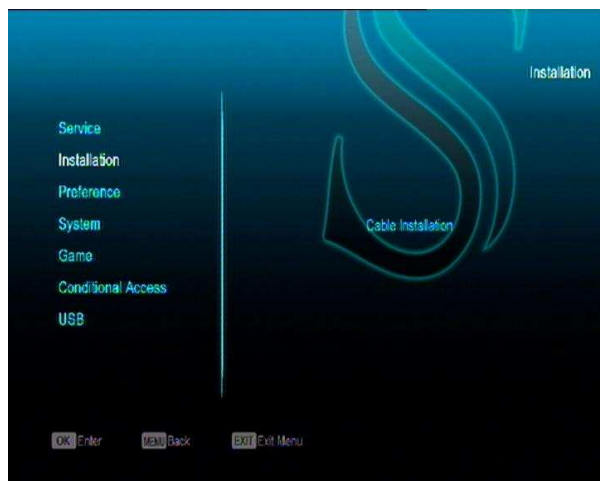 Installation
Service
Installation
Preference
System
Game
Conditional Access
USB
Cable Installation
OK Enter MENU Back EXIT Exit Menu